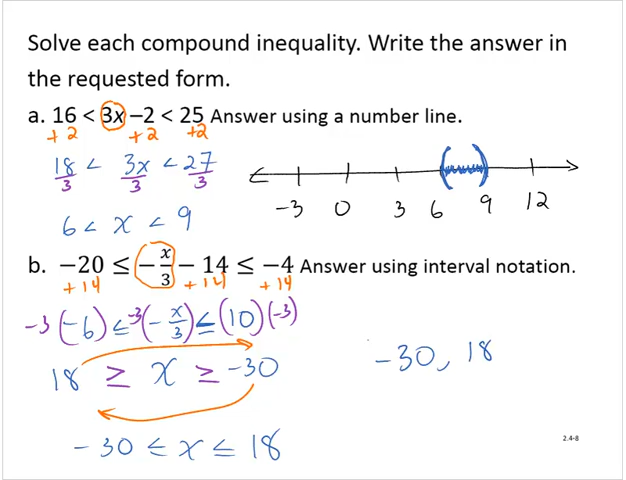 Solve each compound inequality. Write the answer in
the requested form.
a. 16 < 3x −2 < 25 Answer using a number line.
+2 +2 +2
18/3 < 3x/3 < 27/3
6 < x < 9
-3 0 3 6 9 12
b. −20 ≤ −x/3 − 14 ≤ −4 Answer using interval notation.
+14 +14 +14
-3(-6) ≤ -3(-x/3) ≤ (10)(-3)
18 ≥ x ≥ -30
-30, 18
-30 ≤ x ≤ 18
2.4-8